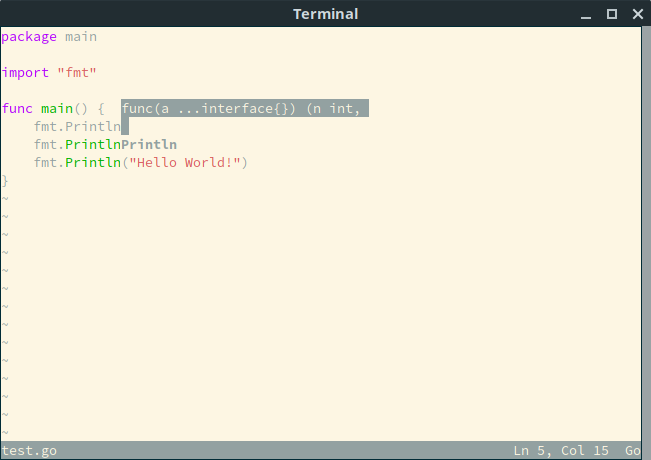 Terminal
package main
import "fmt"
func main() { func(a ...interface{}) (n int,
fmt.Println
fmt.PrintlnPrintln
fmt.Println("Hello World!")
}
~
~
~
~
~
~
~
~
~
~
~
~
~
~
test.go Ln 5, Col 15 Go